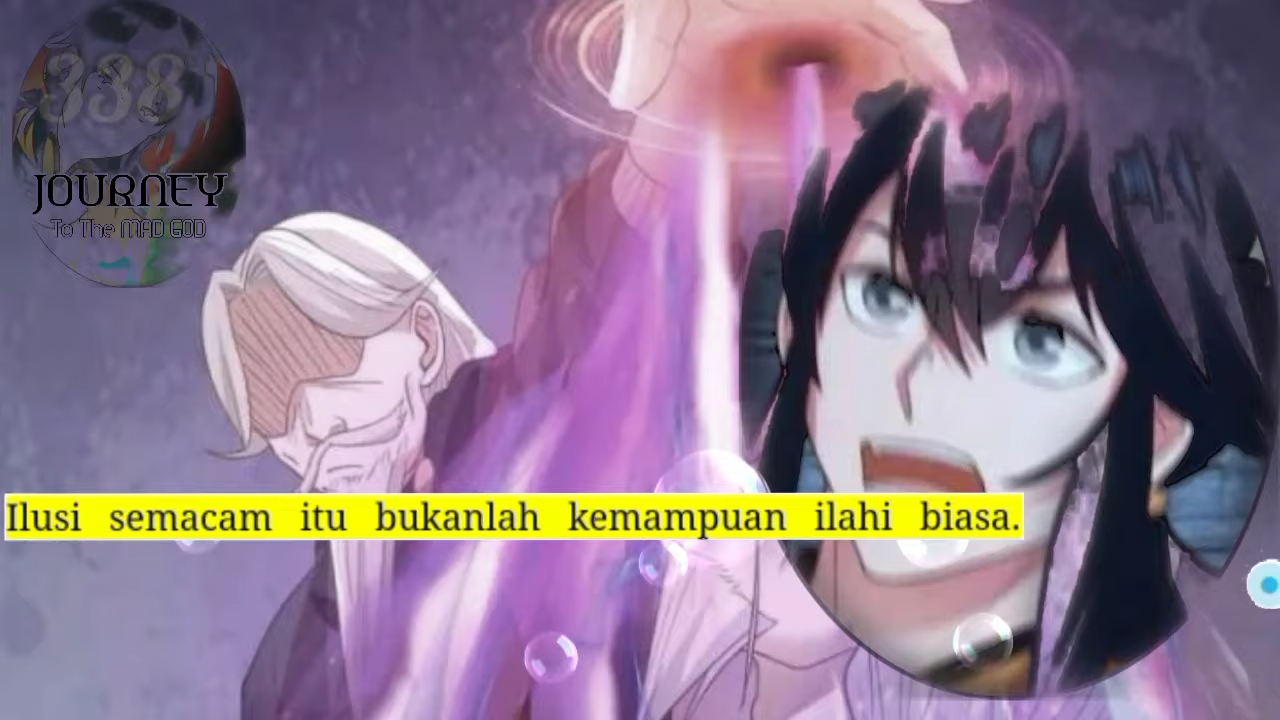 338
JOURNEY
To The MAD GOD
Ilusi semacam itu bukanlah kemampuan ilahi biasa.